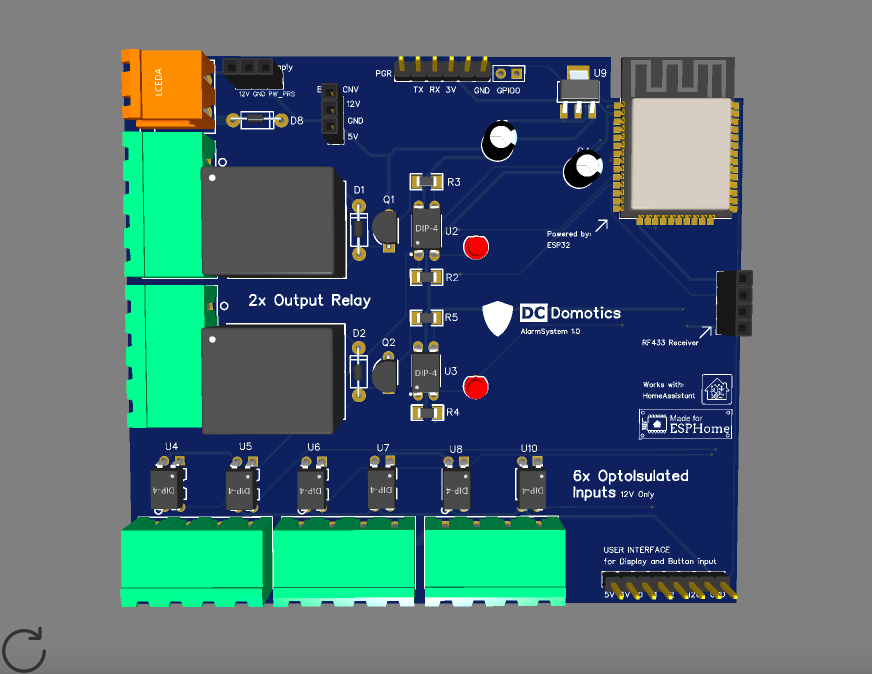 LCEDA
12V GND PW_PRS
CNV
12V
GND
5V
D8
PGR
TX RX 3V GND GPIO0
U9
R3
D1
Q1
DIP-4
U2
R2
Powered by:
ESP32
2x Output Relay
R5
DC Domotics
AlarmSystem 1.0
RF433 Receiver
D2
Q2
DIP-4
U3
R4
Works with:
HomeAssistant
Made for
ESPHome
U4 U5 U6 U7 U8 U10
DIP-4 DIP-4 DIP-4 DIP-4 DIP-4 DIP-4
6x OptoIsulated
Inputs 12V Only
USER INTERFACE
for Display and Button input
5V